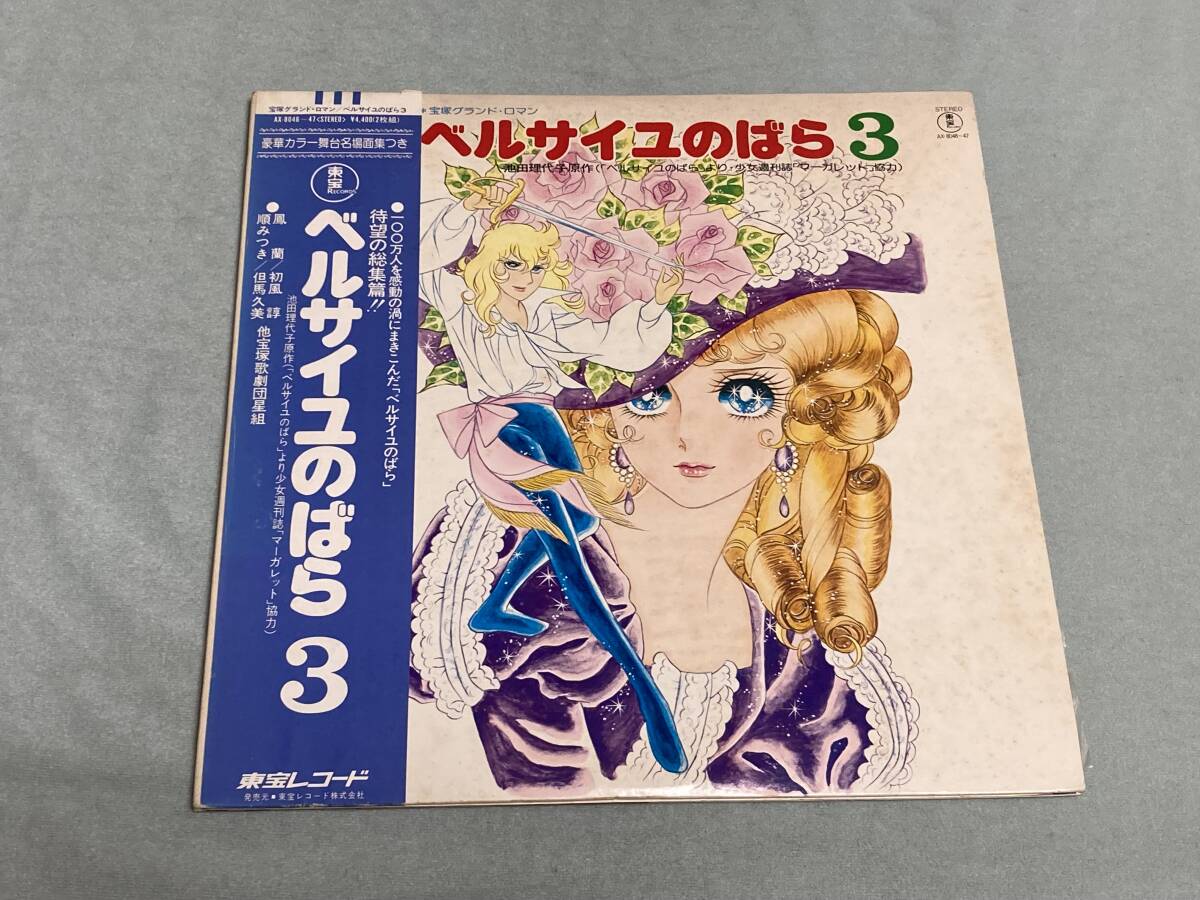 宝塚グランド・ロマン/ベルサイユのばら3
AX-8046〜47<STEREO> ¥4,400(2枚組)
豪華カラー舞台名場面集つき
東宝
RECORDS
●一〇〇万人を感動の渦にまきこんだ「ベルサイユのばら」
待望の総集篇!!
●鳳蘭/初風諄
順みつき/但馬久美 他宝塚歌劇団星組
ベルサイユのばら3
池田理代子原作(「ベルサイユのばら」より少女週刊誌「マーガレット」協力)
東宝レコード
発売元■東宝レコード株式会社
宝塚グランド・ロマン
ベルサイユのばら3
池田理代子原作(「ベルサイユのばら」より・少女週刊誌「マーガレット」協力)
STEREO
東宝
AX-8046〜47